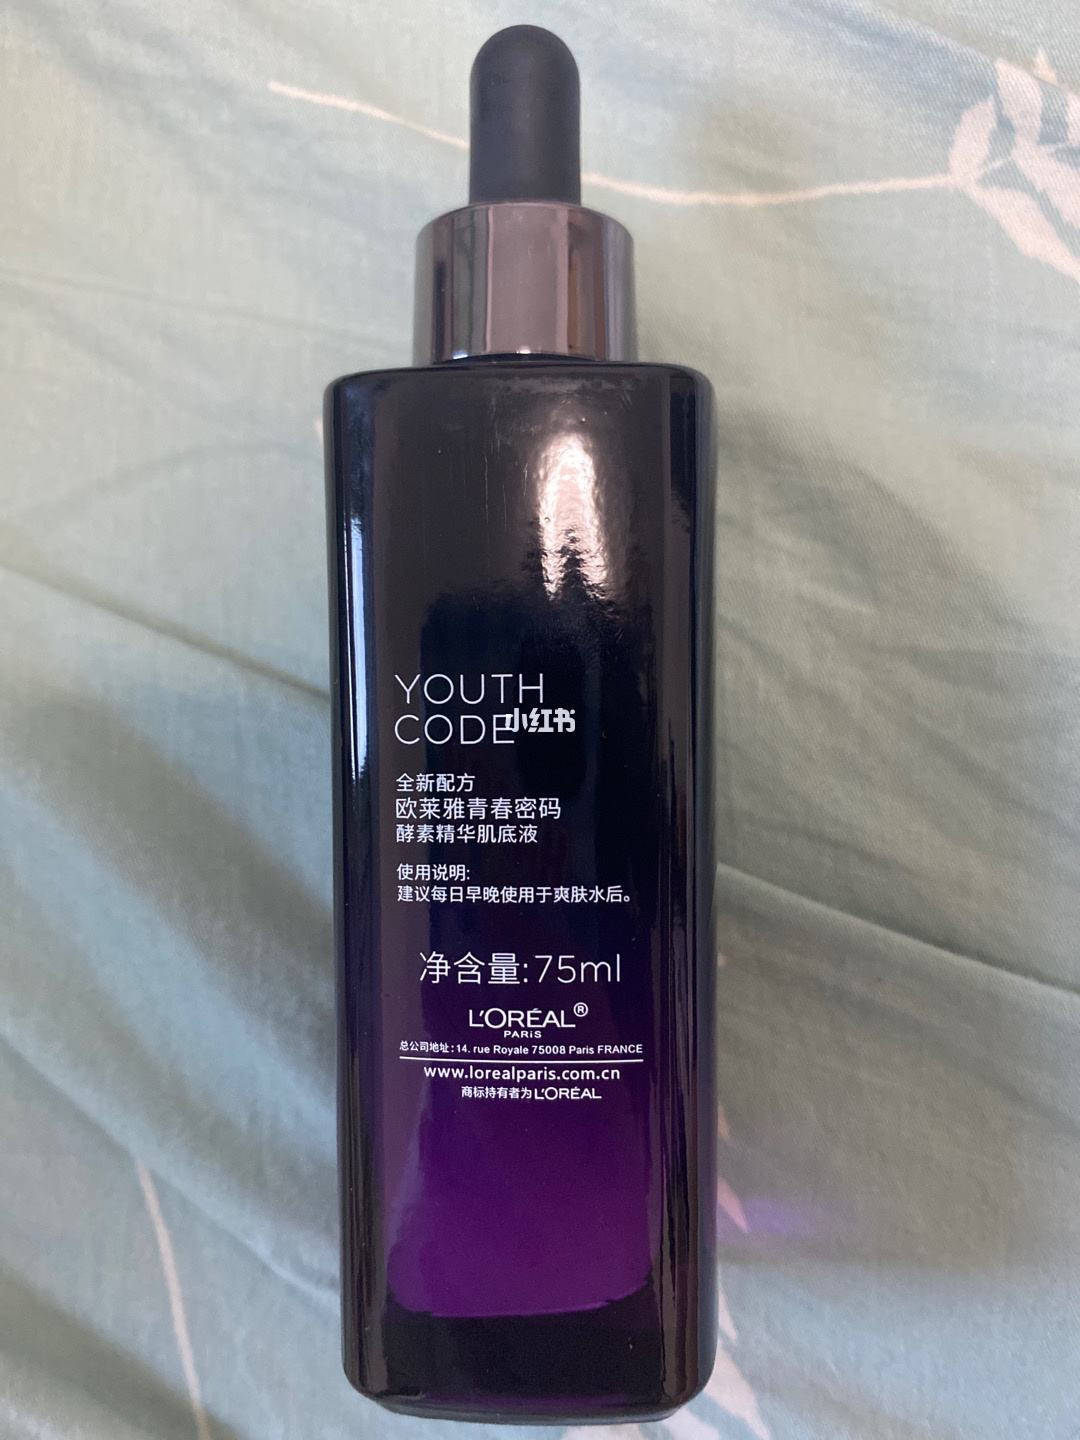 YOUTH
CODE
小红书
全新配方
欧莱雅青春密码
酵素精华肌底液
使用说明:
建议每日早晚使用于爽肤水后。
净含量:75ml
L'ORÉAL®
PARIS
总公司地址:14. rue Royale 75008 Paris FRANCE
www.lorealparis.com.cn
商标持有者为L'ORÉAL